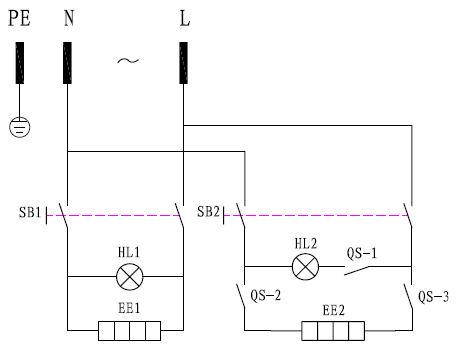 PE N ~ L
SB1 SB2
HL1 HL2 QS-1
QS-2 QS-3
EE1 EE2